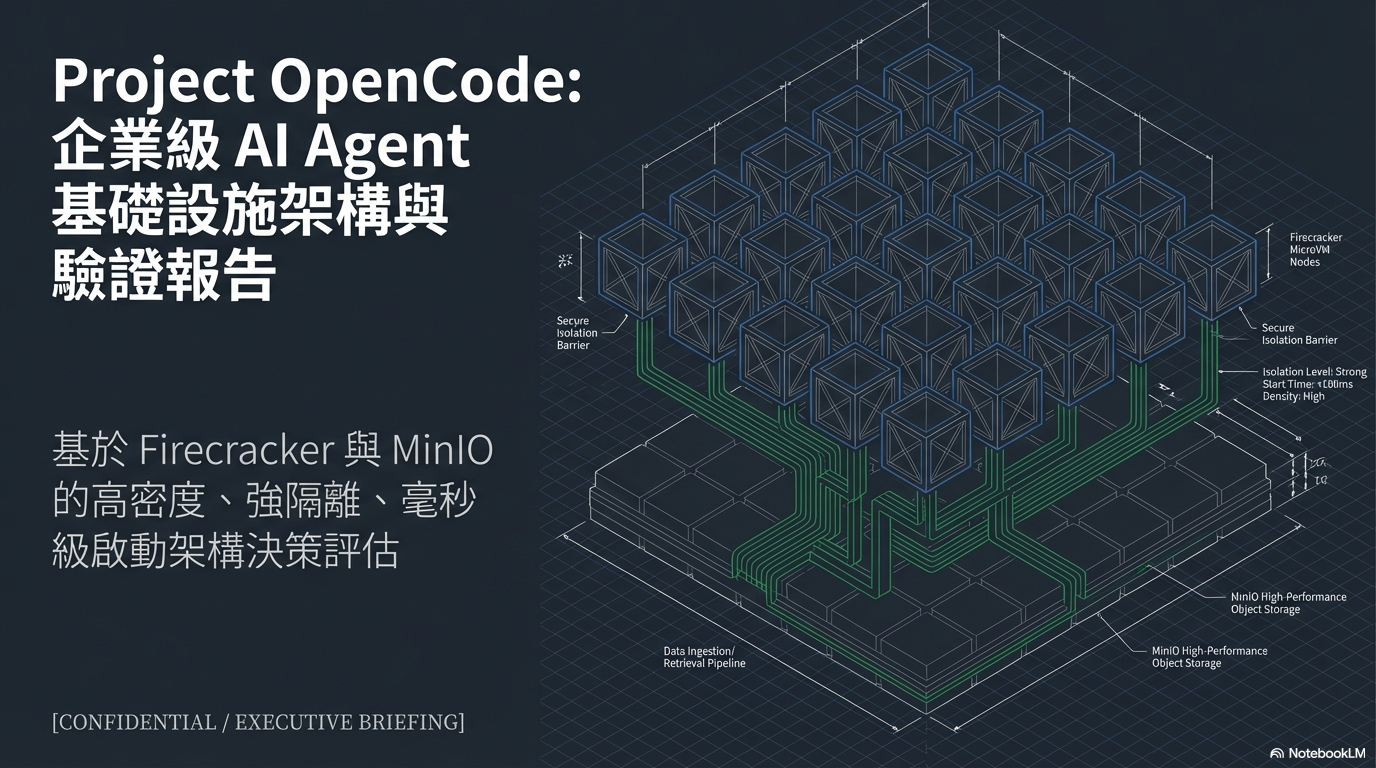 Project OpenCode:
企業級 AI Agent
基礎設施架構與
驗證報告
基於 Firecracker 與 MinIO
的高密度、強隔離、毫秒
級啟動架構決策評估
[CONFIDENTIAL / EXECUTIVE BRIEFING]
Secure
Isolation
Barrier
Firecracker
MicroVM
Nodes
Secure
Isolation Barrier
Isolation Level: Strong
Start Time:
Density: High
Data Ingestion/
Retrieval Pipeline
NinIO High-Performance
Object Storage
MinIO High-Performance
Object Storage
NotebookLM